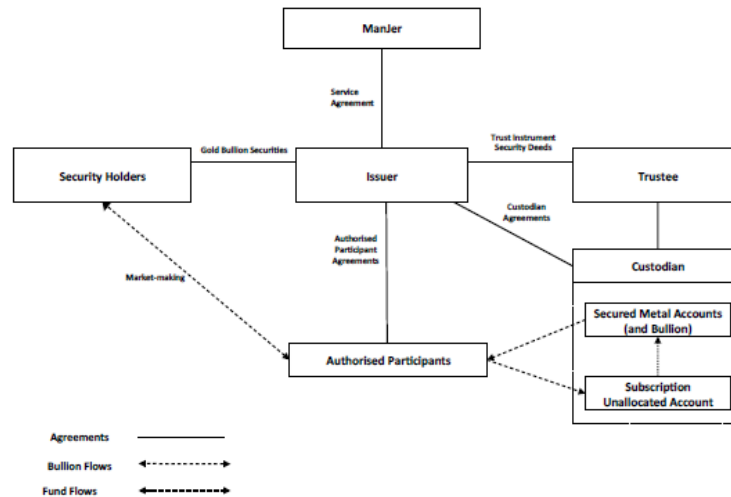 ManJer
Service
Agreement
Gold Bullion Securities
Trust Instrument
Security Deeds
Security Holders
Issuer
Trustee
Custodian
Agreements
Authorised
Participant
Agreements
Custodian
Market-making
Secured Metal Accounts
(and Bullion)
Authorised Participants
Subscription
Unallocated Account
Agreements
Bullion Flows
Fund Flows